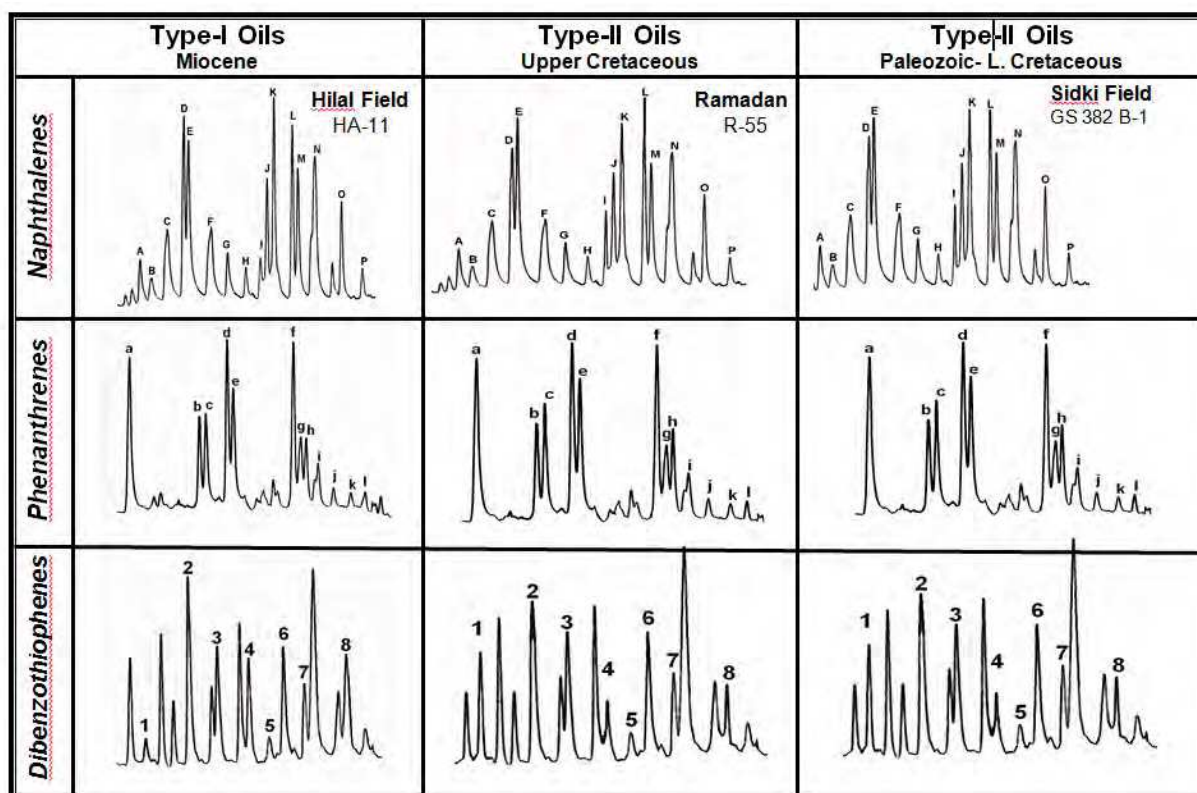 Type-I Oils
Miocene
Type-II Oils
Upper Cretaceous
Type-II Oils
Paleozoic- L. Cretaceous
Naphthalenes
Hilal Field
HA-11
A B C D E F G H I J K L M N O P
Ramadan
R-55
A B C D E F G H I J K L M N O P
Sidki Field
GS 382 B-1
A B C D E F G H I J K L M N O P
Phenanthrenes
a b c d e f g h i j k l
a b c d e f g h i j k l
a b c d e f g h i j k l
Dibenzothiophenes
1 2 3 4 5 6 7 8
1 2 3 4 5 6 7 8
1 2 3 4 5 6 7 8